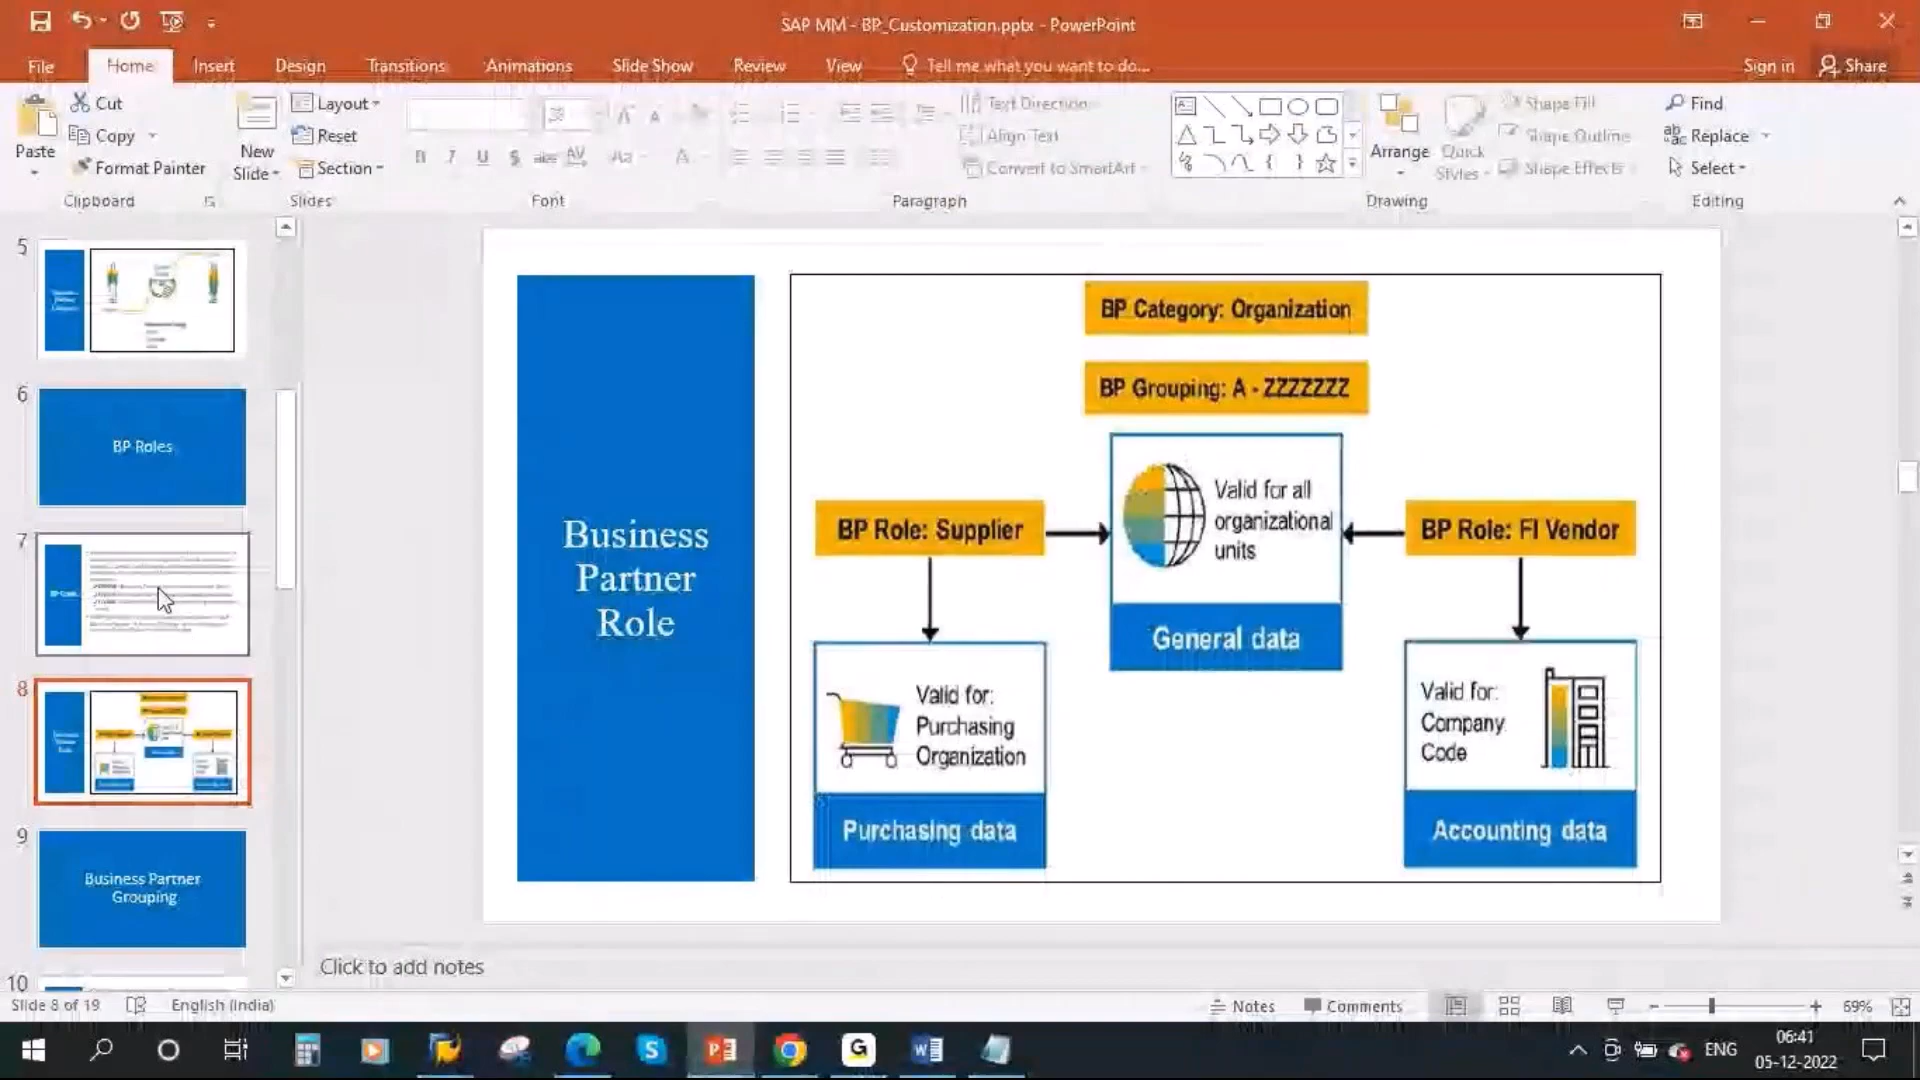 SAP MM - BP_Customization.pptx - PowerPoint
File
Home
Insert
Design
Transitions
Animations
Slide Show
Review
View
Tell me what you want to do...
Sign in
Share
Paste
Cut
Copy
Format Painter
Clipboard
New
Slide
Layout
Reset
Section
Slides
Font
Text Direction
Align Text
Convert to SmartArt
Paragraph
Arrange
Quick
Styles
Shape Fill
Shape Outline
Shape Effects
Drawing
Find
Replace
Select
Editing
5
6
BP Roles
7
8
9
Business Partner
Grouping
10
Business
Partner
Role
BP Category: Organization
BP Grouping: A - ZZZZZZZ
BP Role: Supplier
Valid for all
organizational
units
General data
BP Role: FI Vendor
Valid for:
Purchasing
Organization
Purchasing data
Valid for:
Company
Code
Accounting data
Click to add notes
Slide 8 of 19
English (India)
Notes
Comments
69%
ENG
06:41
05-12-2022